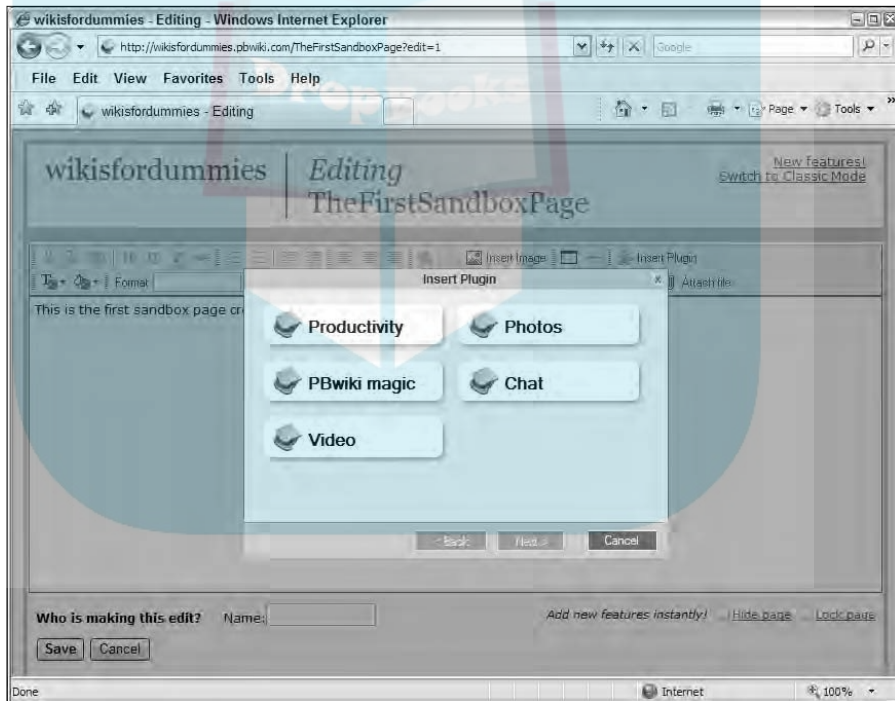 wikisfordummies - Editing - Windows Internet Explorer
http://wikisfordummies.pbwiki.com/TheFirstSandboxPage?edit=1
Google
File Edit View Favorites Tools Help
DropBooks
wikisfordummies - Editing
Page
Tools
wikisfordummies
Editing
TheFirstSandboxPage
New features!
Switch to Classic Mode
Insert Image
Insert Plugin
Format
Attach file
Insert Plugin
x
This is the first sandbox page
Productivity
Photos
PBwiki magic
Chat
Video
< Back
Next >
Cancel
Who is making this edit? Name:
Add new features instantly! Hide page Lock page
Save Cancel
Done
Internet
100%